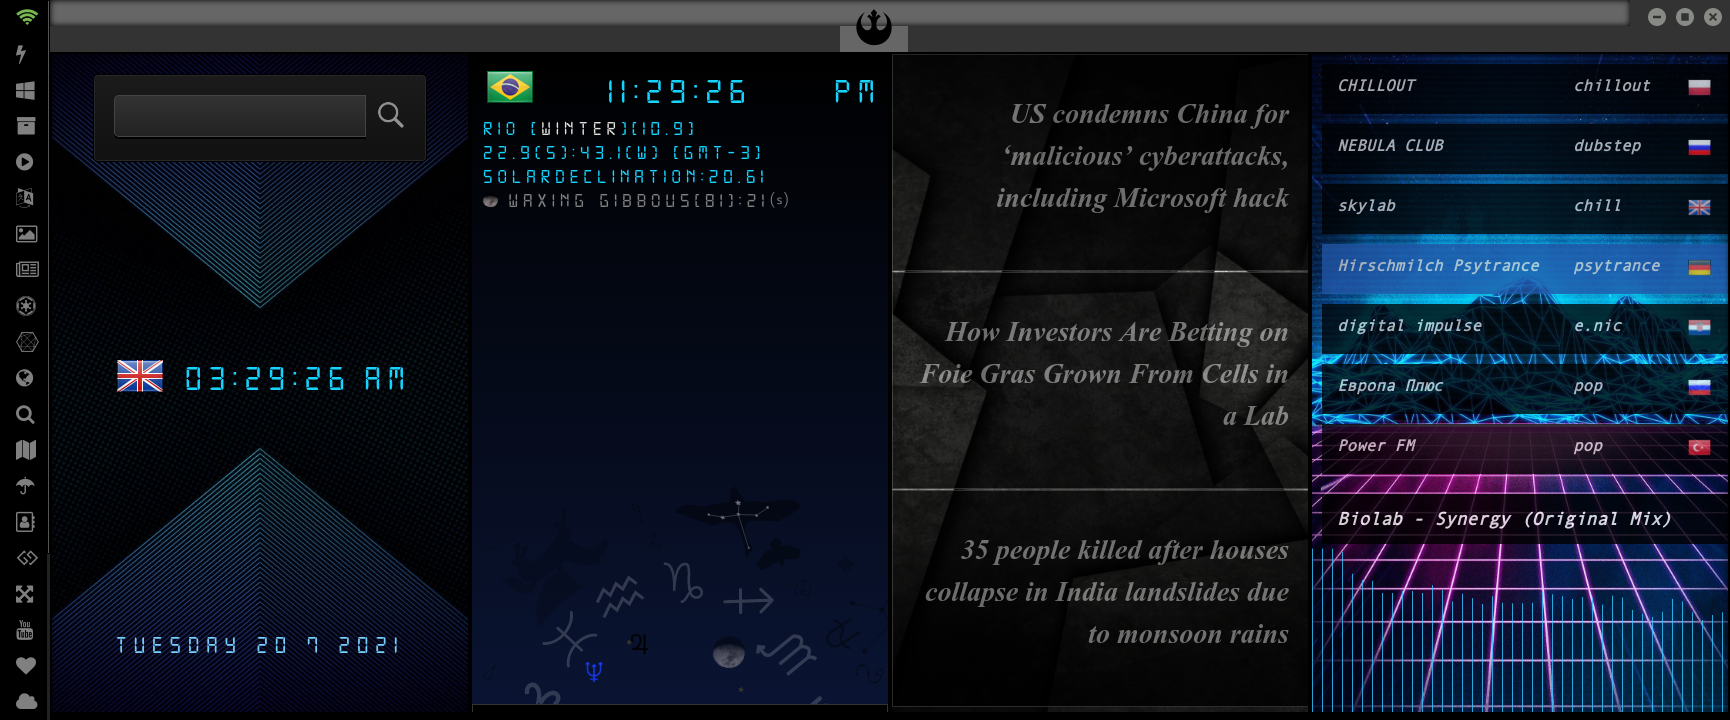 03:29:26 AM
TUESDAY 20 7 2021
11:29:26 PM
RIO [WINTER](10.9)
22.9(S):43.1(W) (GMT-3)
SOLARDECLINATION:20.61
WAXING GIBBOUS(81):21(s)
US condemns China for
‘malicious’ cyberattacks,
including Microsoft hack
How Investors Are Betting on
Foie Gras Grown From Cells in
a Lab
35 people killed after houses
collapse in India landslides due
to monsoon rains
CHILLOUT chillout
NEBULA CLUB dubstep
skylab chill
Hirschmilch Psytrance psytrance
digital impulse e.nic
Европа Плюс pop
Power FM pop
Biolab - Synergy (Original Mix)
You
Tube